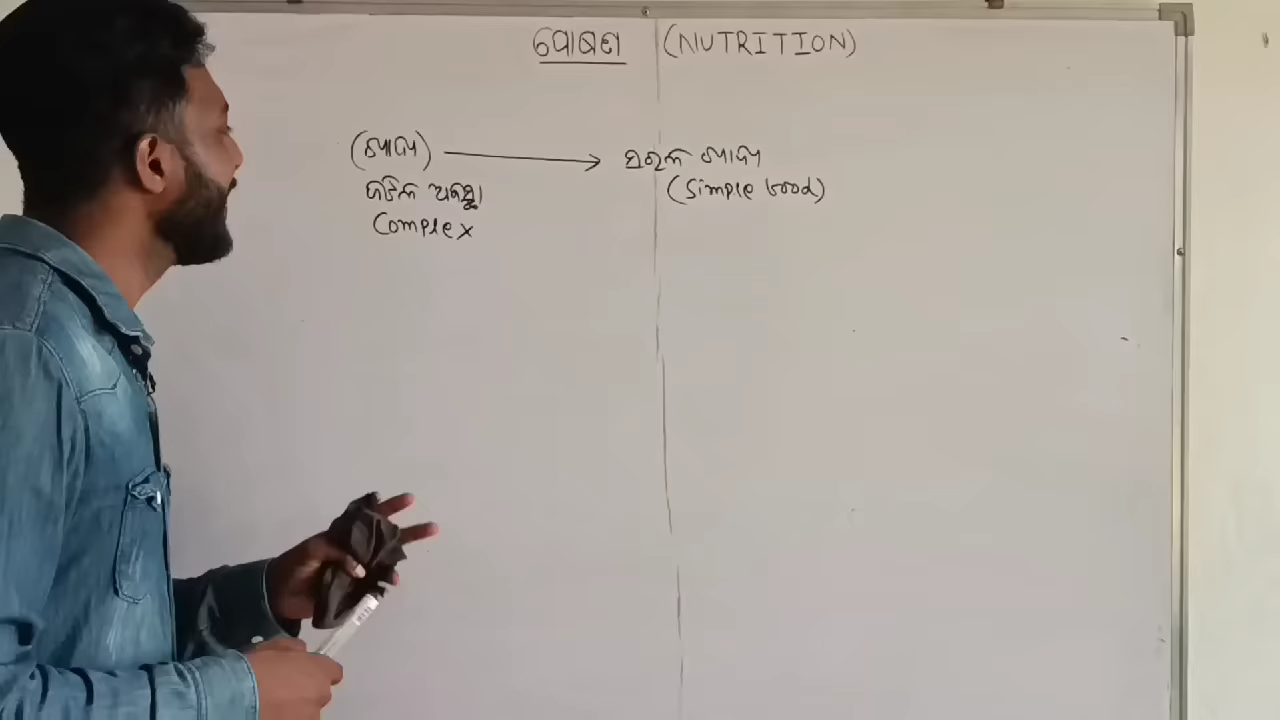 ପୋଷଣ (NUTRITION)
(ଖାଦ୍ୟ) ସରଳ ଖାଦ୍ୟ
ଜଟିଳ ଅବସ୍ଥା (Simple food)
Complex